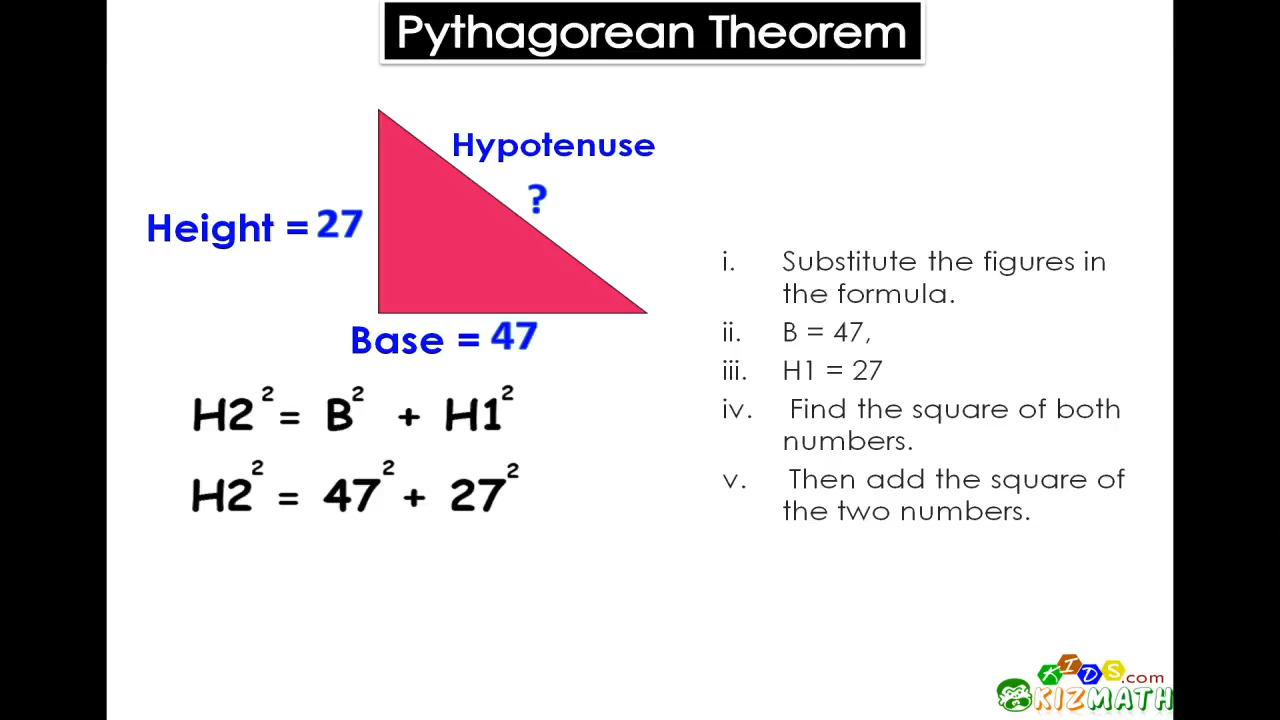 Pythagorean Theorem
Hypotenuse
?
Height = 27
Base = 47
H2² = B² + H1²
H2² = 47² + 27²
i. Substitute the figures in
the formula.
ii. B = 47,
iii. H1 = 27
iv. Find the square of both
numbers.
v. Then add the square of
the two numbers.
KIDS.com
KIZMATH